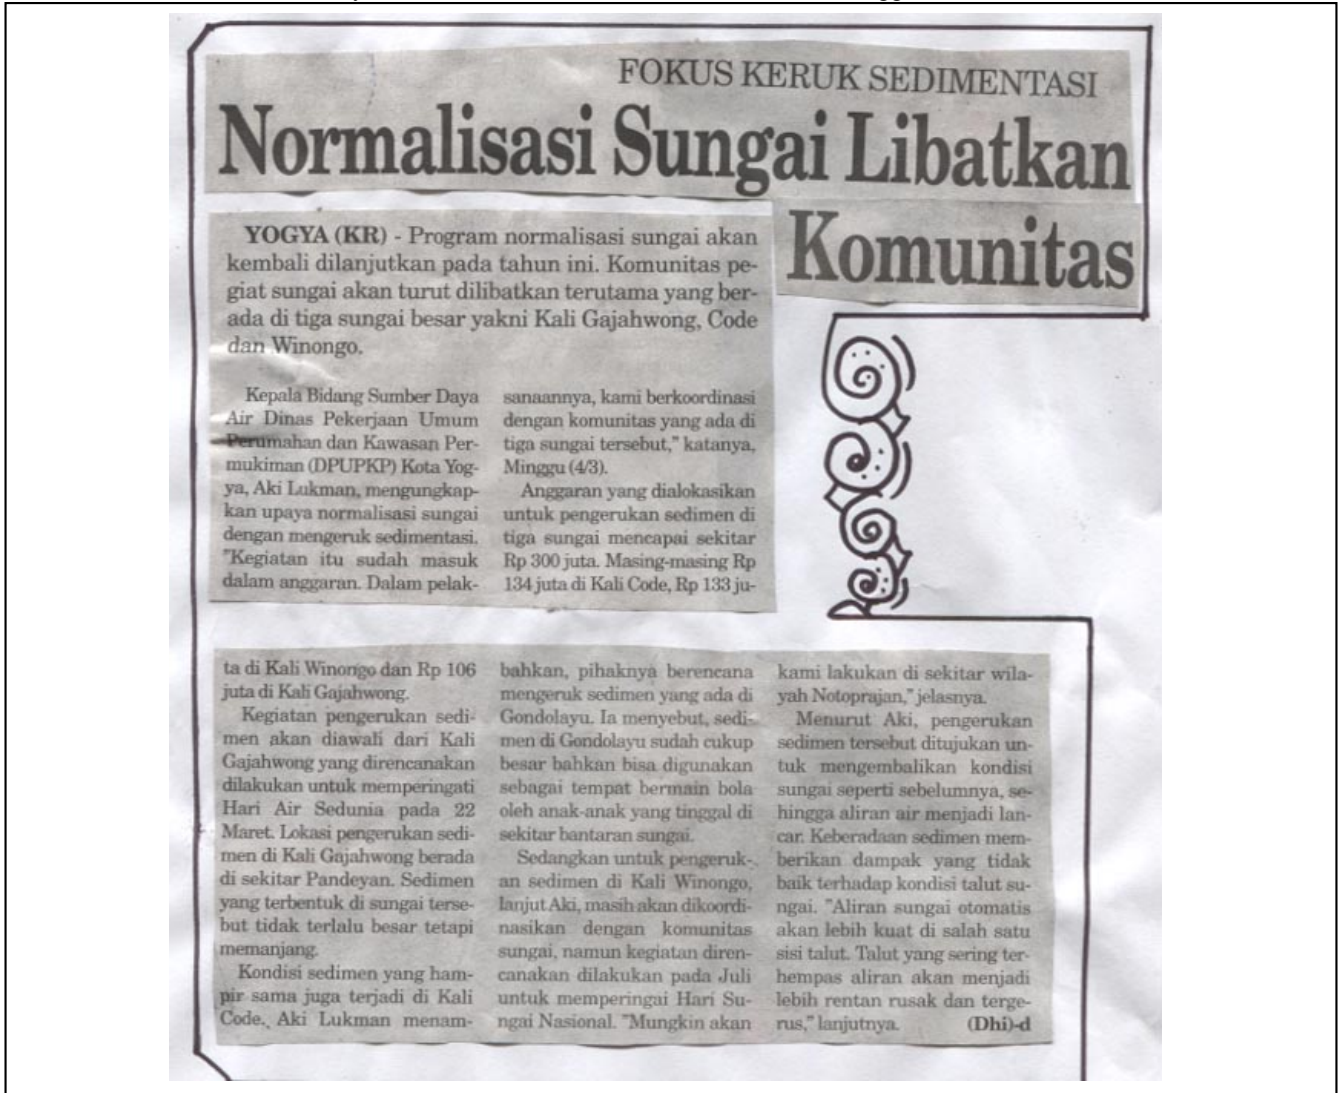 FOKUS KERUK SEDIMENTASI
Normalisasi Sungai Libatkan
Komunitas
YOGYA (KR) - Program normalisasi sungai akan
kembali dilanjutkan pada tahun ini. Komunitas pe-
giat sungai akan turut dilibatkan terutama yang ber-
ada di tiga sungai besar yakni Kali Gajahwong, Code
dan Winongo.
Kepala Bidang Sumber Daya
Air Dinas Pekerjaan Umum
Perumahan dan Kawasan Per-
mukiman (DPUPKP) Kota Yog-
ya, Aki Lukman, mengungkap-
kan upaya normalisasi sungai
dengan mengeruk sedimentasi.
"Kegiatan itu sudah masuk
dalam anggaran. Dalam pelak-
sanaannya, kami berkoordinasi
dengan komunitas yang ada di
tiga sungai tersebut," katanya,
Minggu (4/3).
Anggaran yang dialokasikan
untuk pengerukan sedimen di
tiga sungai mencapai sekitar
Rp 300 juta. Masing-masing Rp
134 juta di Kali Code, Rp 133 ju-
ta di Kali Winongo dan Rp 106
juta di Kali Gajahwong.
Kegiatan pengerukan sedi-
men akan diawali dari Kali
Gajahwong yang direncanakan
dilakukan untuk memperingati
Hari Air Sedunia pada 22
Maret. Lokasi pengerukan sedi-
men di Kali Gajahwong berada
di sekitar Pandeyan. Sedimen
yang terbentuk di sungai terse-
but tidak terlalu besar tetapi
memanjang.
Kondisi sedimen yang ham-
pir sama juga terjadi di Kali
Code. Aki Lukman menam-
bahkan, pihaknya berencana
mengeruk sedimen yang ada di
Gondolayu. Ia menyebut, sedi-
men di Gondolayu sudah cukup
besar bahkan bisa digunakan
sebagai tempat bermain bola
oleh anak-anak yang tinggal di
sekitar bantaran sungai.
Sedangkan untuk pengeruk-
an sedimen di Kali Winongo,
lanjut Aki, masih akan dikoordi-
nasikan dengan komunitas
sungai, namun kegiatan diren-
canakan dilakukan pada Juli
untuk memperingai Hari Su-
ngai Nasional. "Mungkin akan
kami lakukan di sekitar wila-
yah Notoprajan," jelasnya.
Menurut Aki, pengerukan
sedimen tersebut ditujukan un-
tuk mengembalikan kondisi
sungai seperti sebelumnya, se-
hingga aliran air menjadi lan-
car. Keberadaan sedimen mem-
berikan dampak yang tidak
baik terhadap kondisi talut su-
ngai. "Aliran sungai otomatis
akan lebih kuat di salah satu
sisi talut. Talut yang sering ter-
hempas aliran akan menjadi
lebih rentan rusak dan terge-
rus," lanjutnya. (Dhi)-d